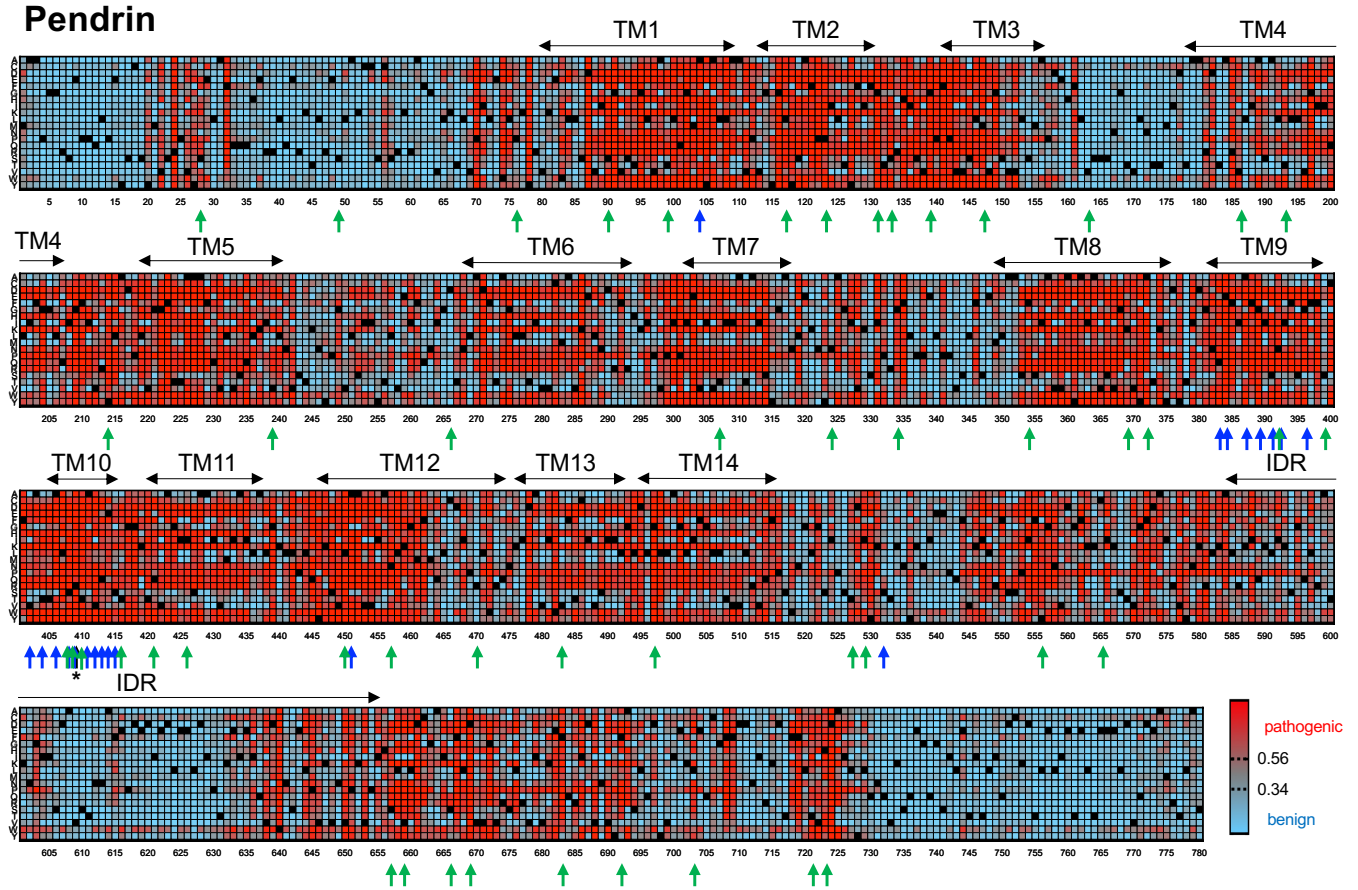 Pendrin
TM1 TM2 TM3 TM4
5 10 15 20 25 30 35 40 45 50 55 60 65 70 75 80 85 90 95 100 105 110 115 120 125 130 135 140 145 150 155 160 165 170 175 180 185 190 195 200
TM4 TM5 TM6 TM7 TM8 TM9
205 210 215 220 225 230 235 240 245 250 255 260 265 270 275 280 285 290 295 300 305 310 315 320 325 330 335 340 345 350 355 360 365 370 375 380 385 390 395 400
TM10 TM11 TM12 TM13 TM14 IDR
405 410 415 420 425 430 435 440 445 450 455 460 465 470 475 480 485 490 495 500 505 510 515 520 525 530 535 540 545 550 555 560 565 570 575 580 585 590 595 600
*
IDR
605 610 615 620 625 630 635 640 645 650 655 660 665 670 675 680 685 690 695 700 705 710 715 720 725 730 735 740 745 750 755 760 765 770 775 780
pathogenic
0.56
0.34
benign